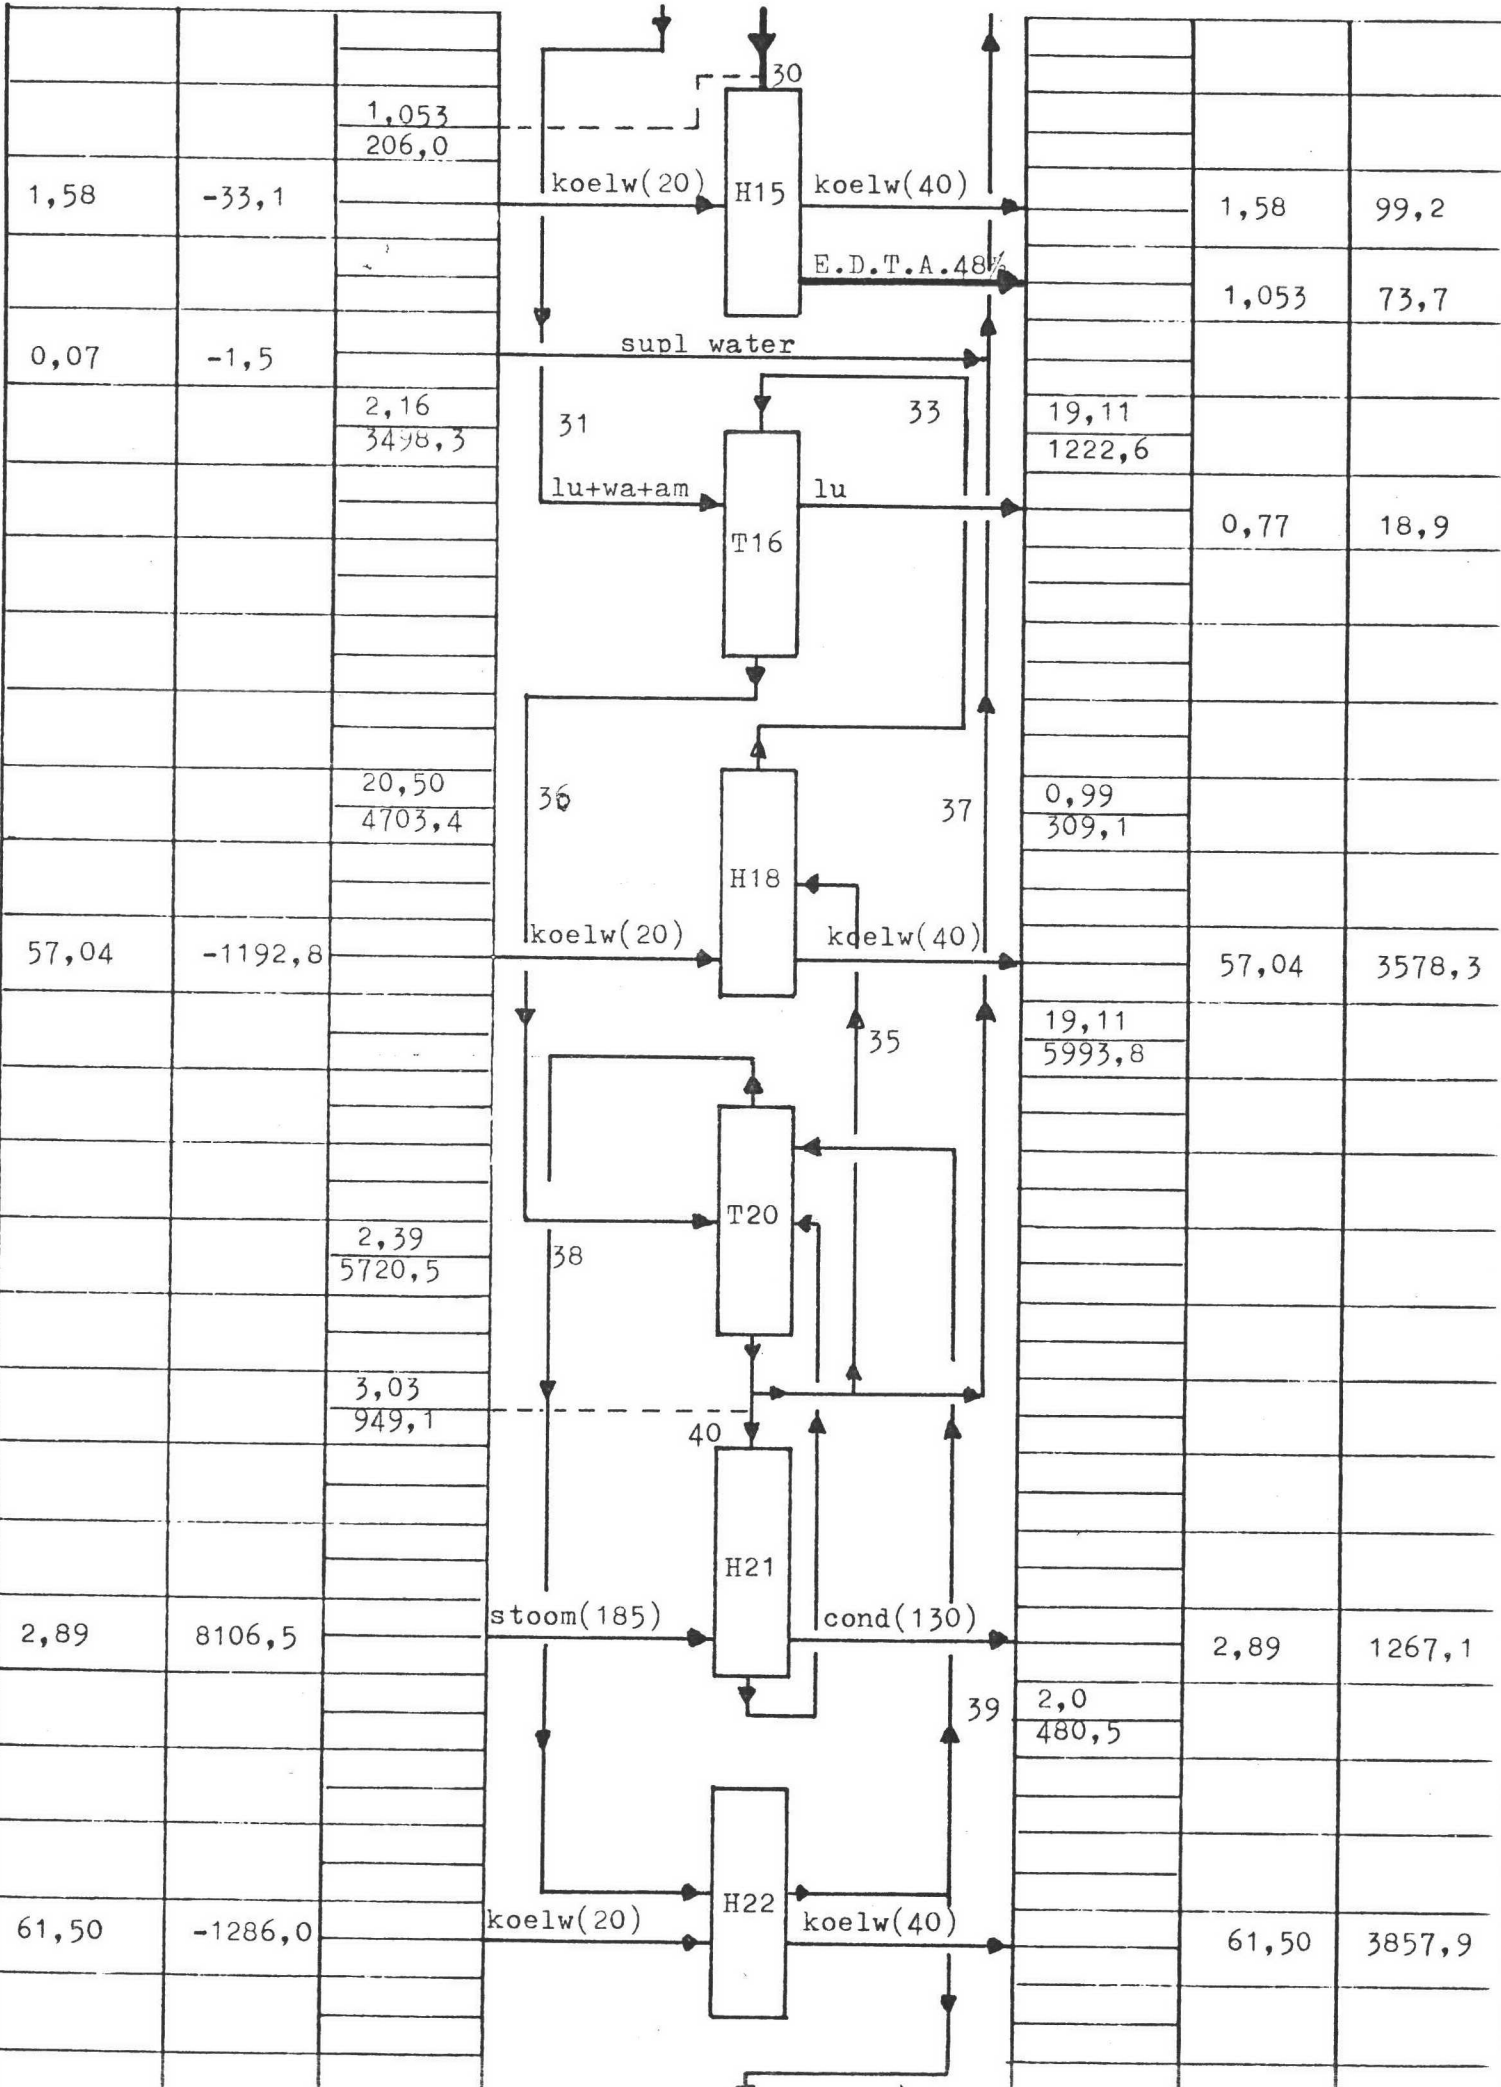 30
1,053
206,0
koelw(20)
H15
koelw(40)
1,58
-33,1
1,58
99,2
E.D.T.A.48%
1,053
73,7
supl water
0,07
-1,5
2,16
3498,3
31
33
19,11
1222,6
lu+wa+am
lu
T16
0,77
18,9
20,50
4703,4
36
37
0,99
309,1
H18
koelw(20)
koelw(40)
57,04
-1192,8
57,04
3578,3
35
19,11
5993,8
T20
2,39
5720,5
38
3,03
949,1
40
H21
stoom(185)
cond(130)
2,89
8106,5
2,89
1267,1
39
2,0
480,5
H22
koelw(20)
koelw(40)
61,50
-1286,0
61,50
3857,9